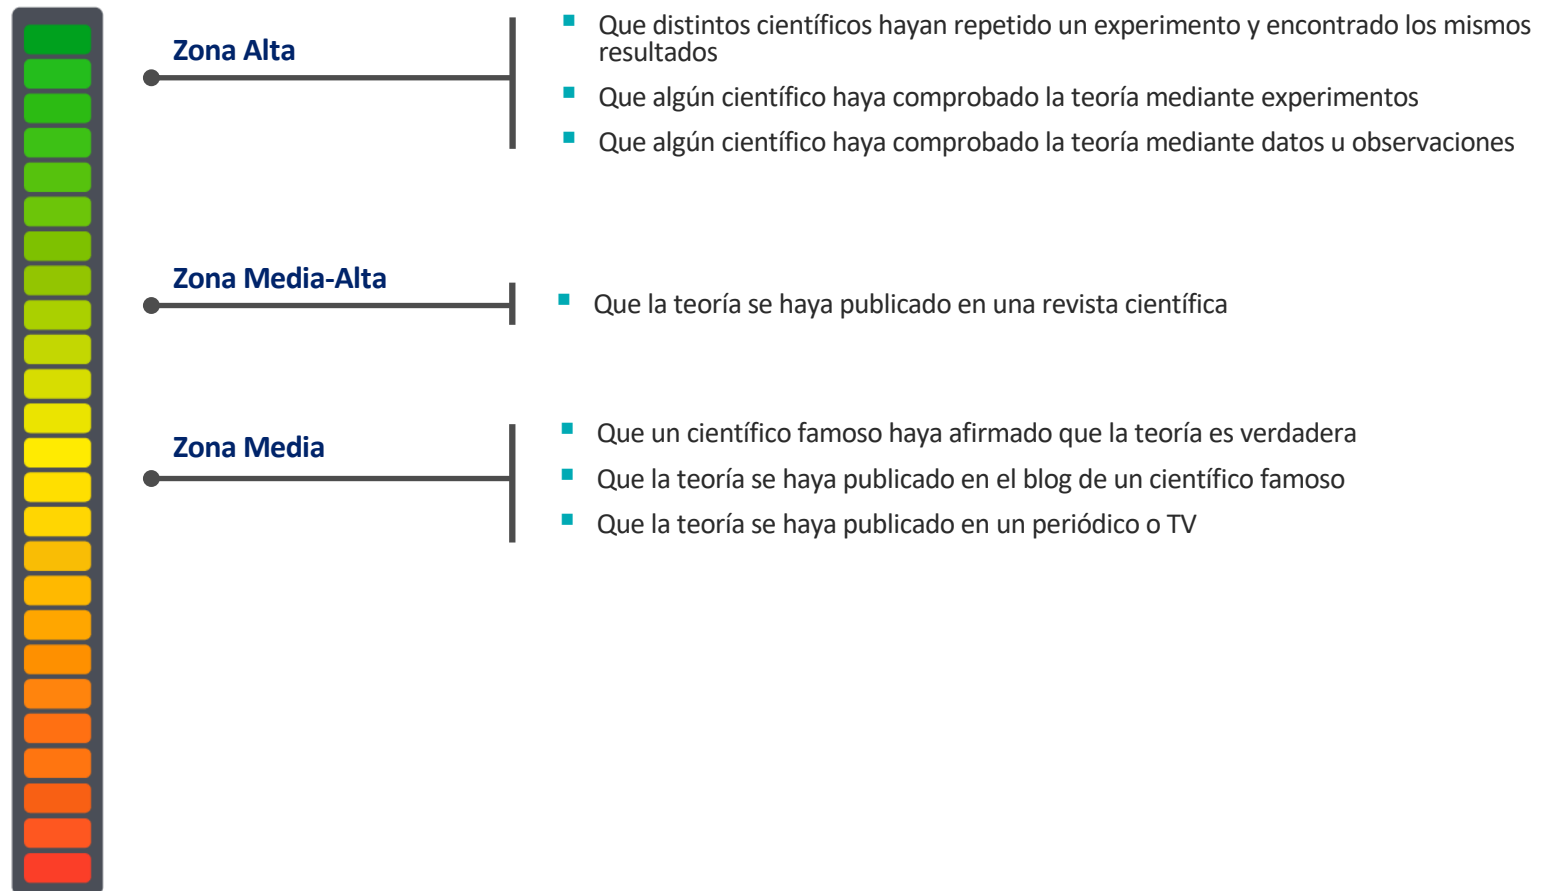 Zona Alta
Que distintos científicos hayan repetido un experimento y encontrado los mismos
resultados
Que algún científico haya comprobado la teoría mediante experimentos
Que algún científico haya comprobado la teoría mediante datos u observaciones
Zona Media-Alta
Que la teoría se haya publicado en una revista científica
Zona Media
Que un científico famoso haya afirmado que la teoría es verdadera
Que la teoría se haya publicado en el blog de un científico famoso
Que la teoría se haya publicado en un periódico o TV